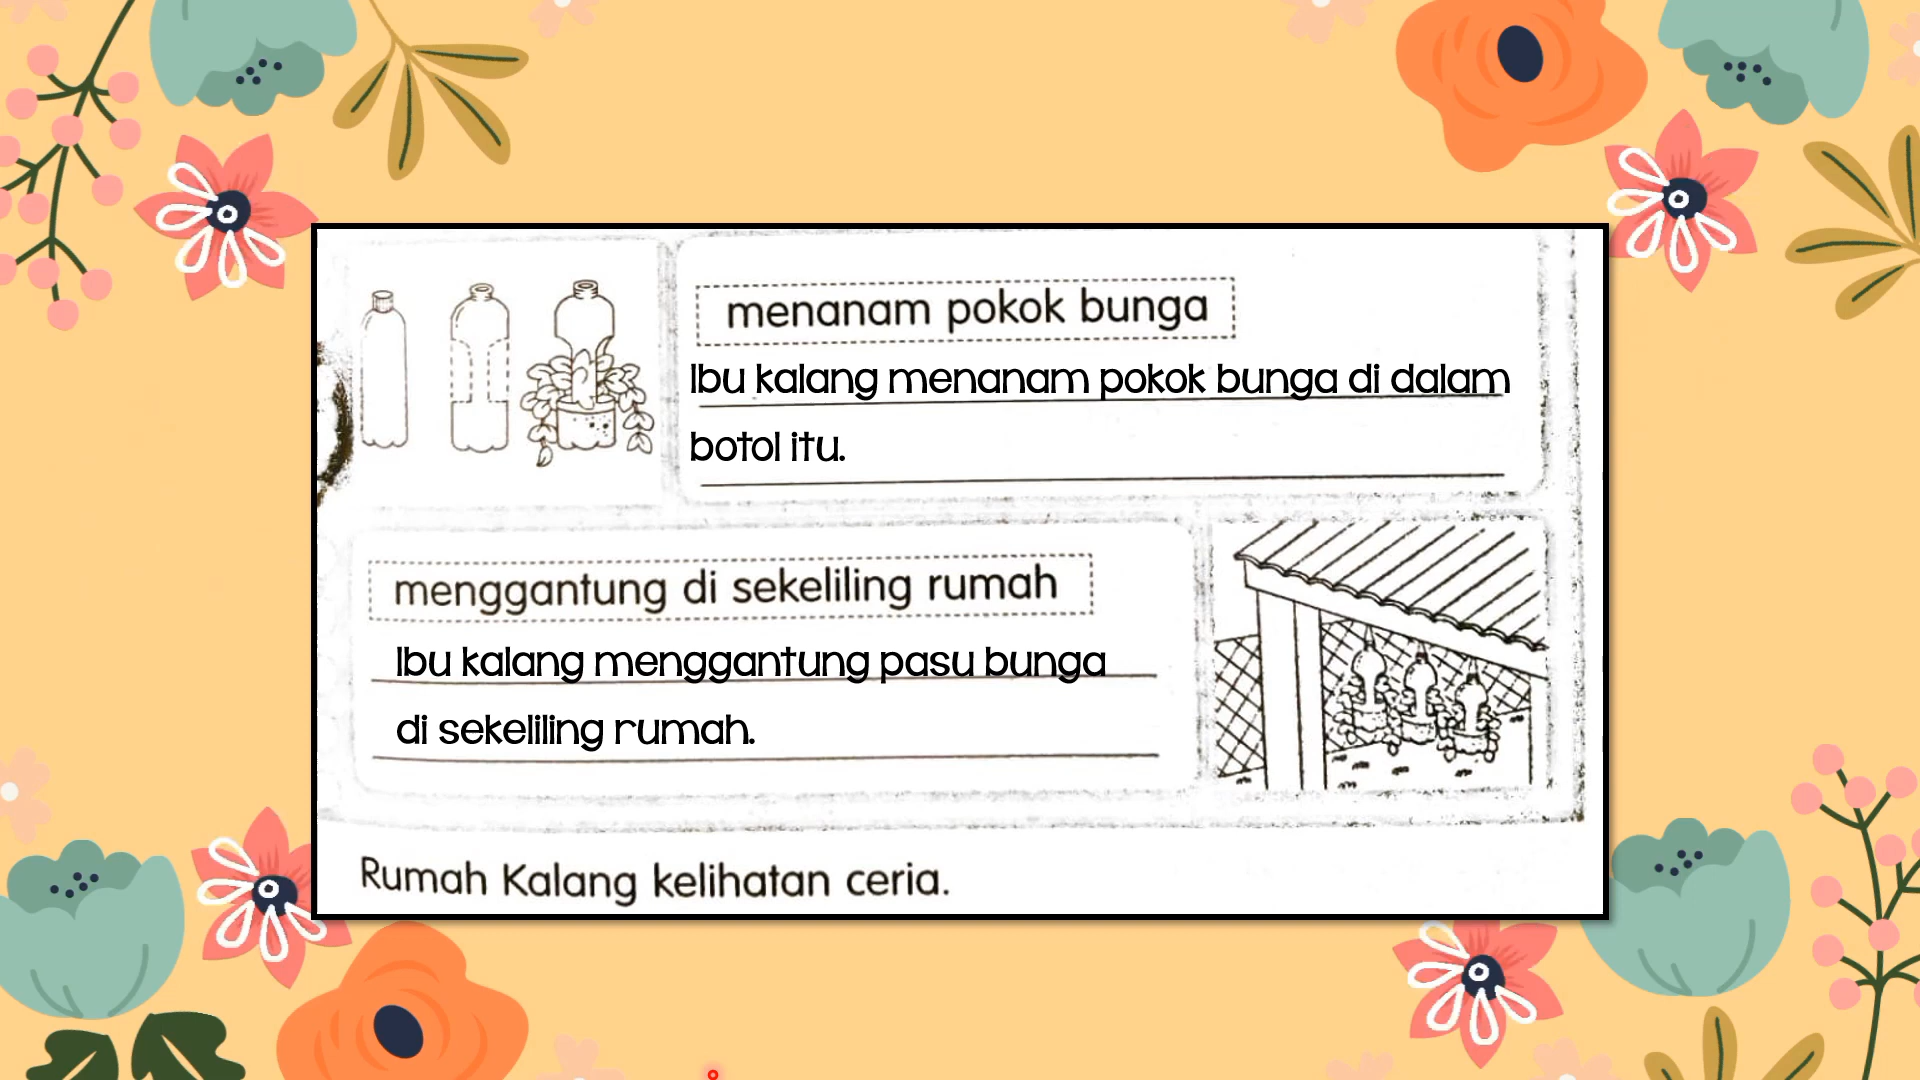 menanam pokok bunga
Ibu kalang menanam pokok bunga di dalam
botol itu.
menggantung di sekeliling rumah
Ibu kalang menggantung pasu bunga
di sekeliling rumah.
Rumah Kalang kelihatan ceria.